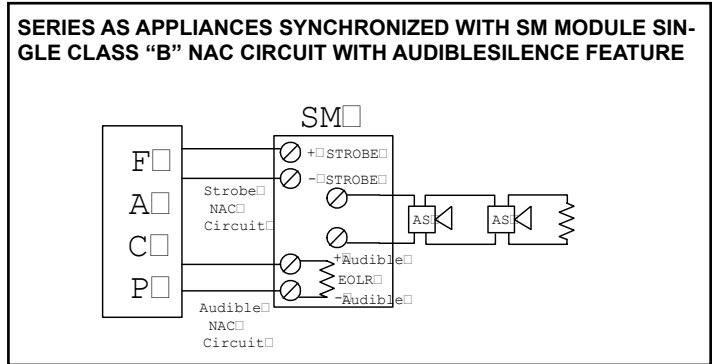 SERIES AS APPLIANCES SYNCHRONIZED WITH SM MODULE SIN-
GLE CLASS “B” NAC CIRCUIT WITH AUDIBLESILENCE FEATURE
SM□
F□
A□
C□
P□
+□STROBE□
-□STROBE□
Strobe□
NAC□
Circuit□
AS□
AS□
+Audible□
EOLR□
-Audible□
Audible□
NAC□
Circuit□